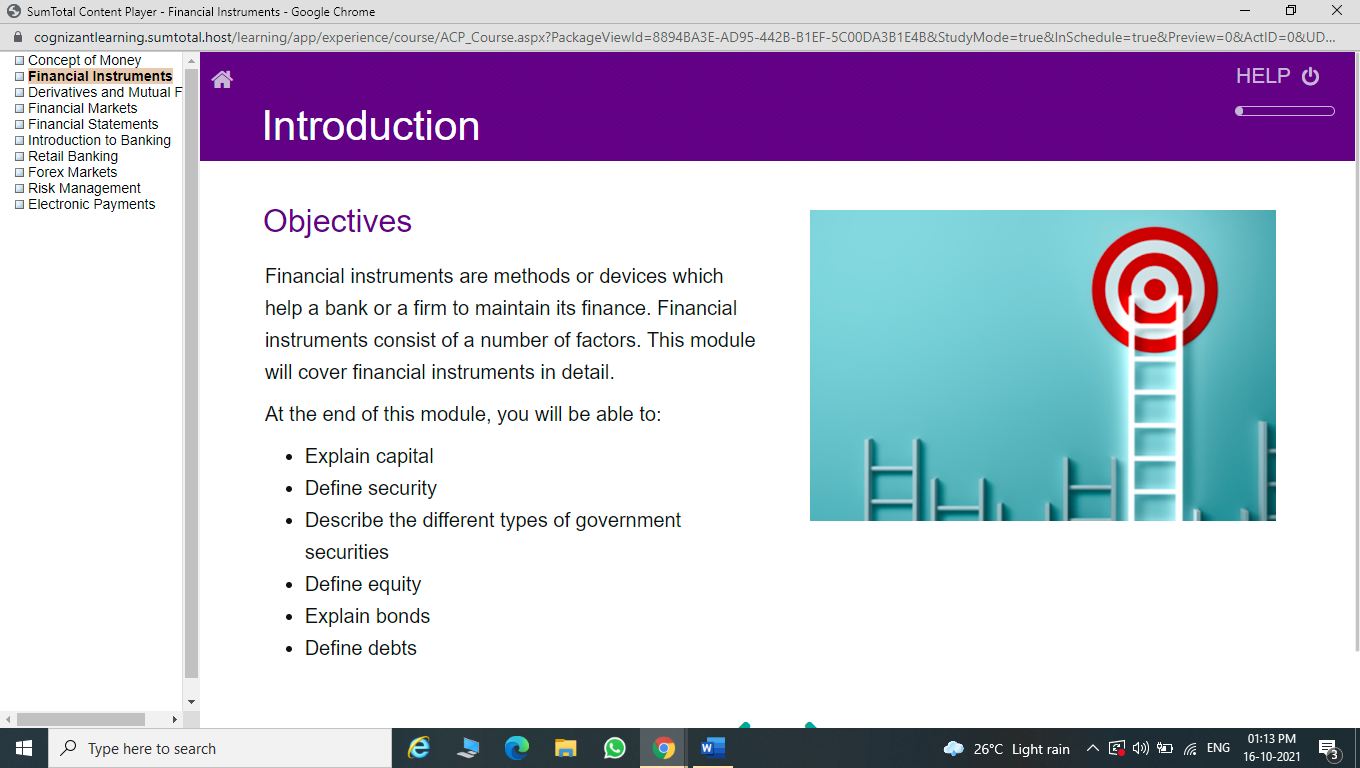 SumTotal Content Player - Financial Instruments - Google Chrome
cognizantlearning.sumtotal.host/learning/app/experience/course/ACP_Course.aspx?PackageViewId=8894BA3E-AD95-442B-B1EF-5C00DA3B1E4B&StudyMode=true&InSchedule=true&Preview=0&ActID=0&UD...
Concept of Money
Financial Instruments
Derivatives and Mutual F
Financial Markets
Financial Statements
Introduction to Banking
Retail Banking
Forex Markets
Risk Management
Electronic Payments
HELP
Introduction
Objectives
Financial instruments are methods or devices which
help a bank or a firm to maintain its finance. Financial
instruments consist of a number of factors. This module
will cover financial instruments in detail.
At the end of this module, you will be able to:
• Explain capital
• Define security
• Describe the different types of government
securities
• Define equity
• Explain bonds
• Define debts
Type here to search
26°C Light rain
ENG
01:13 PM
16-10-2021
3